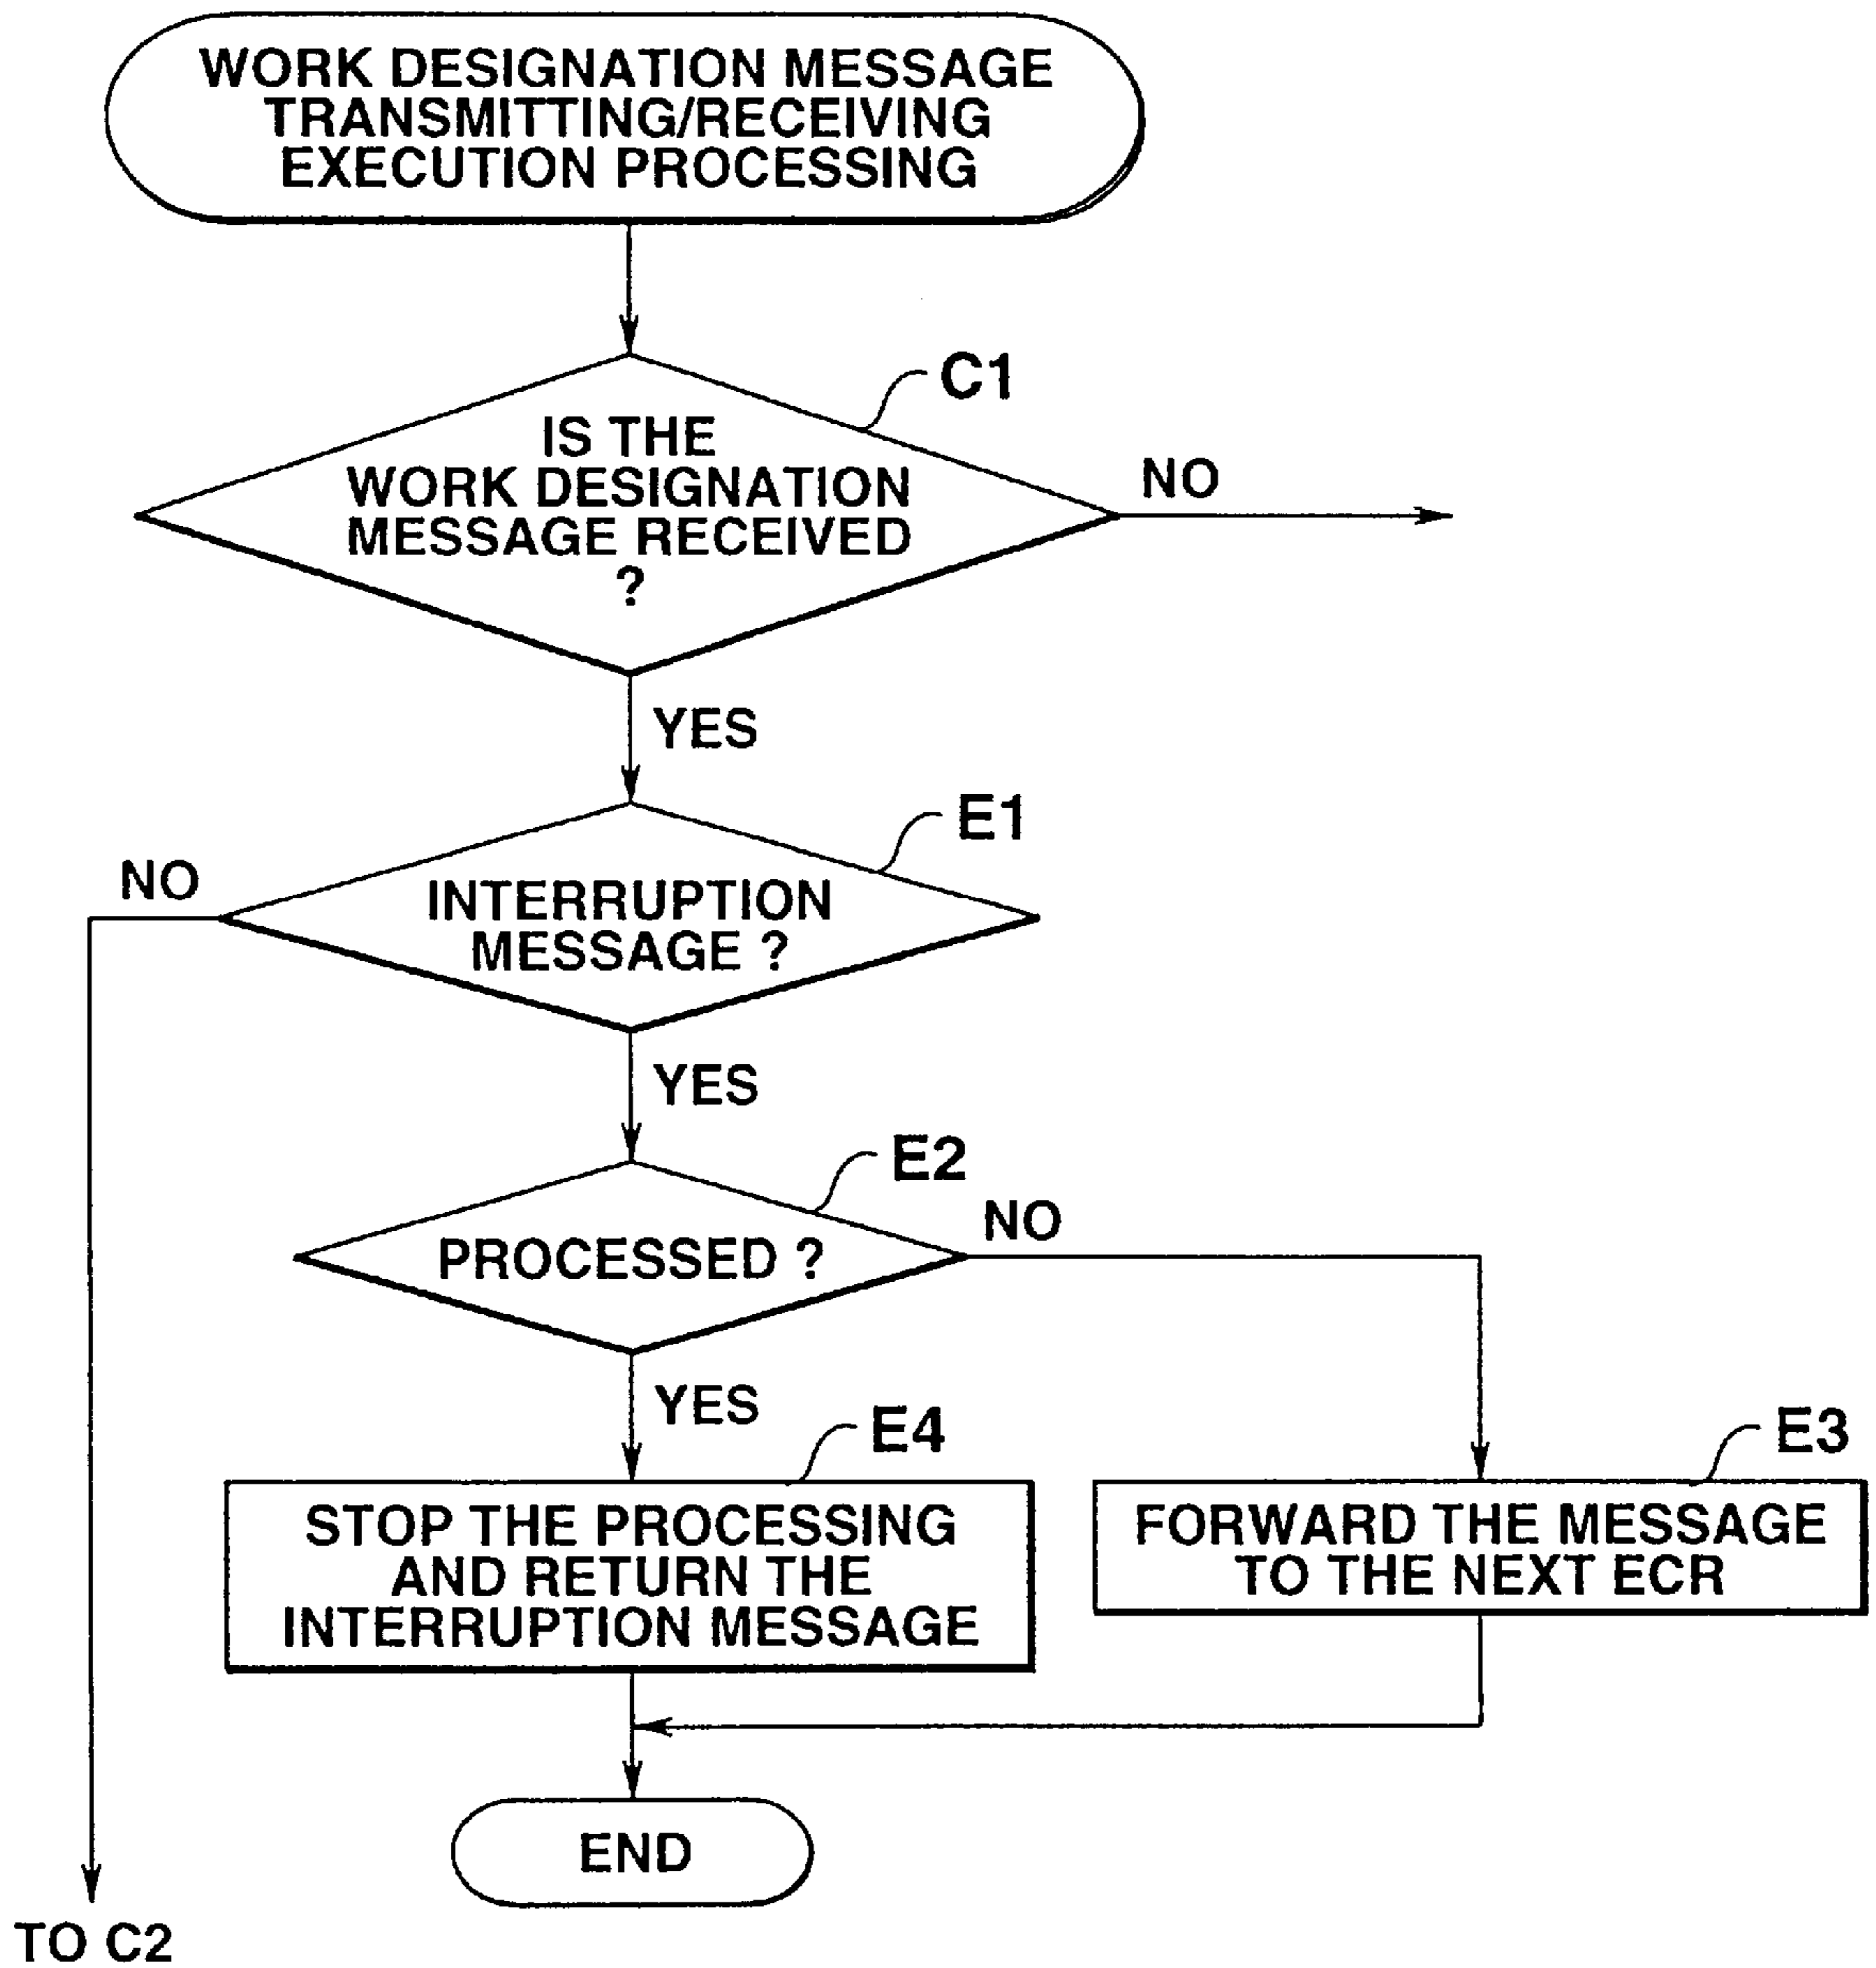 WORK DESIGNATION MESSAGE
TRANSMITTING/RECEIVING
EXECUTION PROCESSING
C1
IS THE
WORK DESIGNATION
MESSAGE RECEIVED
?
NO
YES
E1
NO
INTERRUPTION
MESSAGE ?
YES
E2
NO
PROCESSED ?
YES
E4
STOP THE PROCESSING
AND RETURN THE
INTERRUPTION MESSAGE
E3
FORWARD THE MESSAGE
TO THE NEXT ECR
END
TO C2